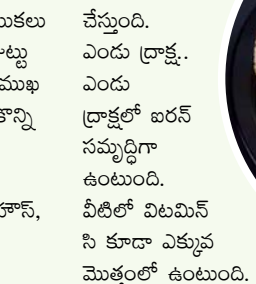 చేస్తుంది.
ఎండు ద్రాక్ష..
ఎండు
ద్రాక్షలో ఐరన్
సమృద్ధిగా
ఉంటుంది.
వీటిలో విటమిన్
సి కూడా ఎక్కువ
మొత్తంలో ఉంటుంది.
ముఖ
కొన్ని